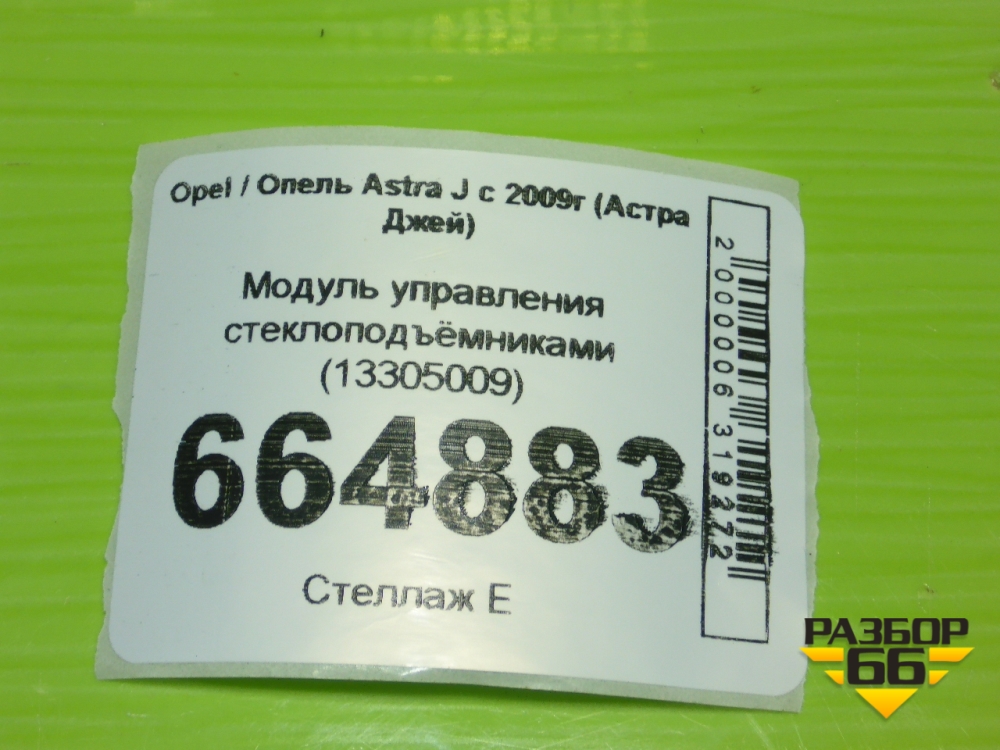 Opel / Опель Astra J с 2009г (Астра
Джей)
Модуль управления
стеклоподъёмниками
(13305009)
664883
Стеллаж Е
2000006319272
РАЗБОР
66